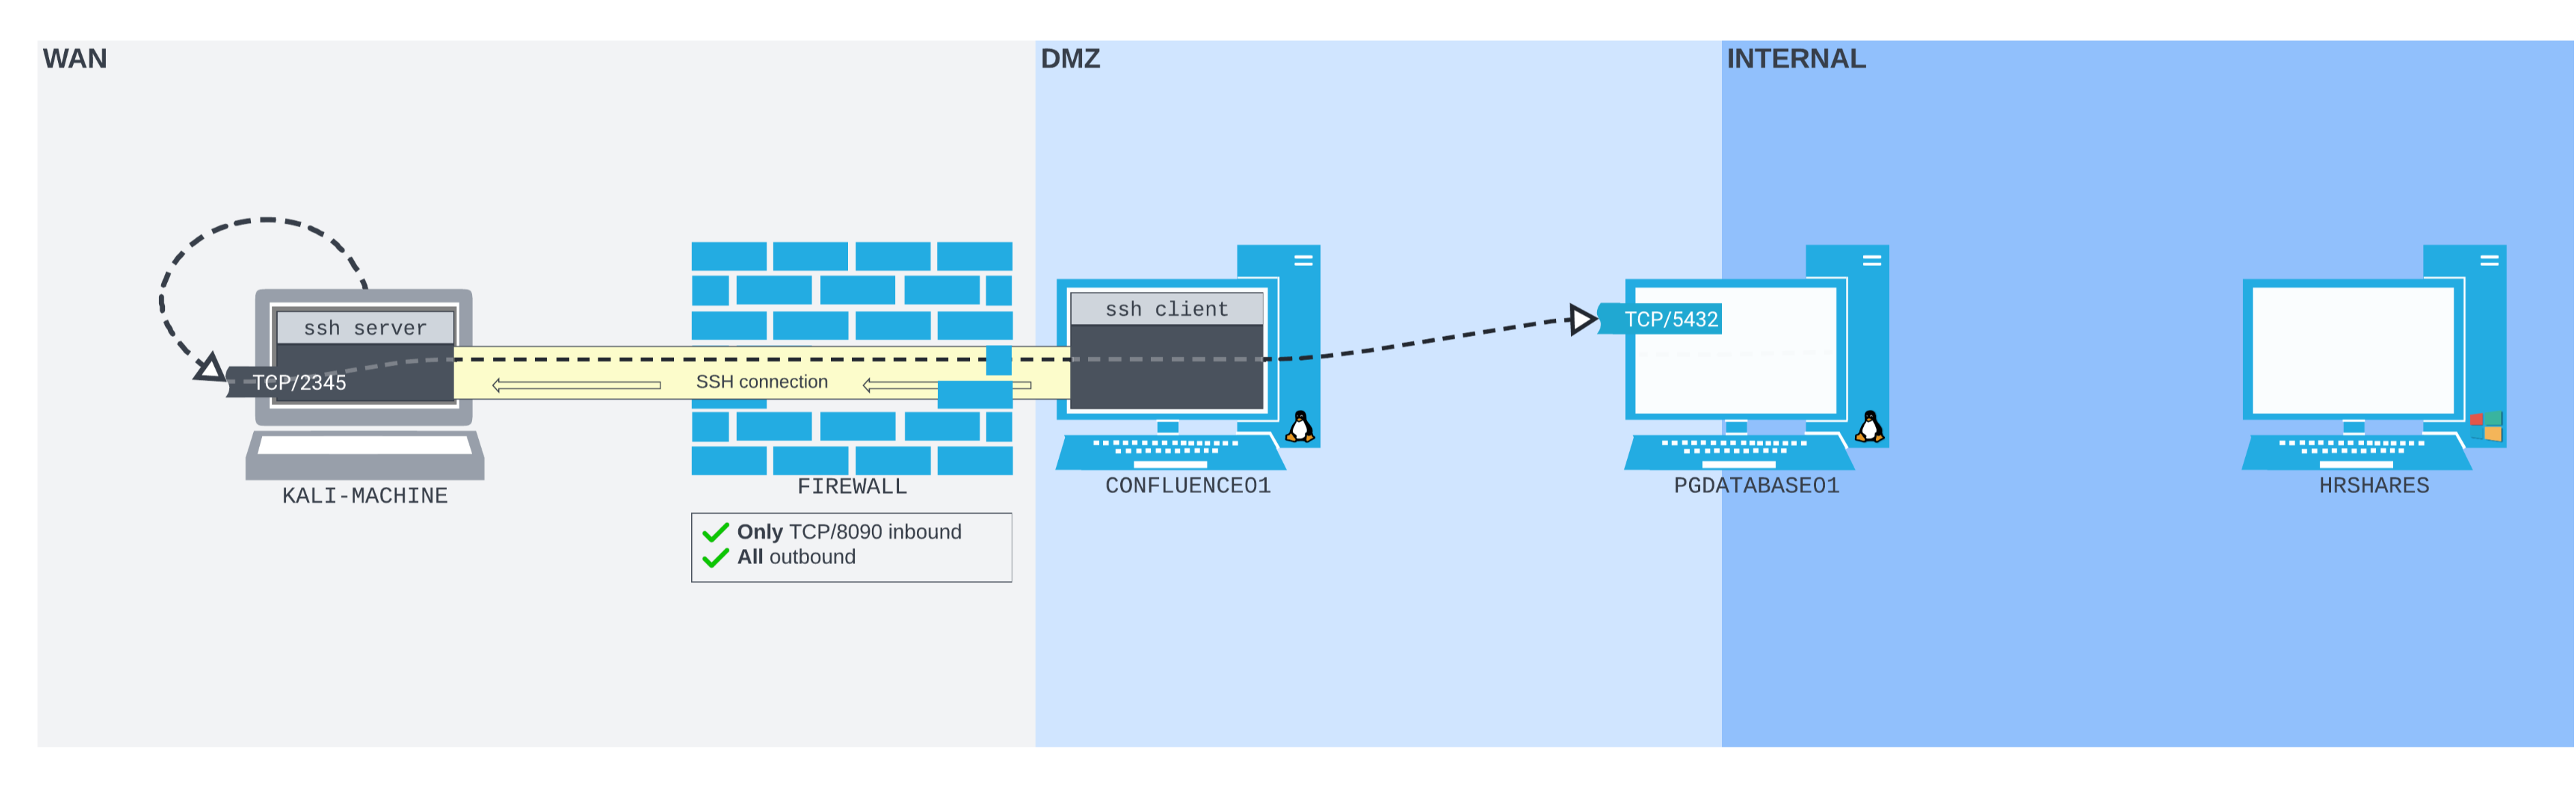 WAN
DMZ
INTERNAL
ssh server
TCP/2345
SSH connection
ssh client
TCP/5432
KALI-MACHINE
FIREWALL
CONFLUENCE01
PGDATABASE01
HRSHARES
Only TCP/8090 inbound
All outbound